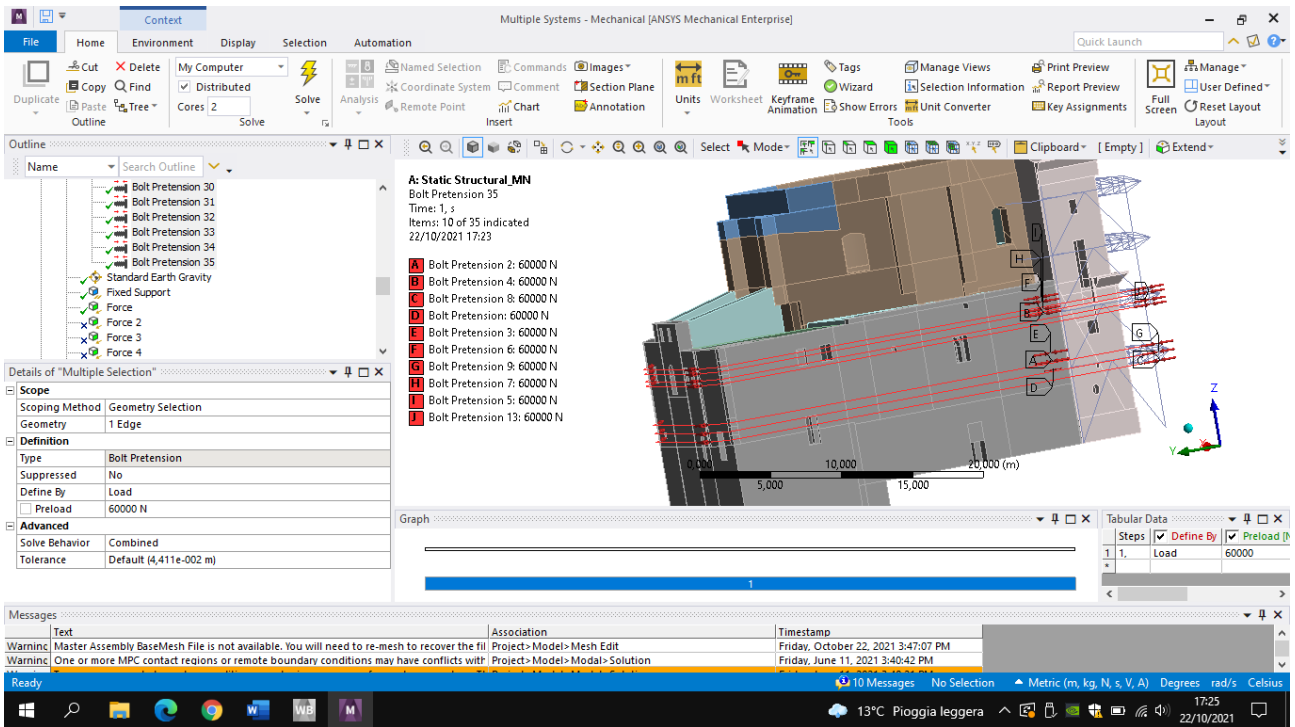 M
Context
Multiple Systems - Mechanical [ANSYS Mechanical Enterprise]
File
Home
Environment
Display
Selection
Automation
Quick Launch
Duplicate
Cut
Copy
Paste
Delete
Find
Tree
Outline
My Computer
Distributed
Cores 2
Solve
Solve
Analysis
Named Selection
Coordinate System
Remote Point
Commands
Comment
Chart
Images
Section Plane
Annotation
Insert
Units
Worksheet
Keyframe Animation
Tags
Wizard
Show Errors
Manage Views
Selection Information
Unit Converter
Print Preview
Report Preview
Key Assignments
Tools
Full Screen
Manage
User Defined
Reset Layout
Layout
Outline
Name
Search Outline
Bolt Pretension 30
Bolt Pretension 31
Bolt Pretension 32
Bolt Pretension 33
Bolt Pretension 34
Bolt Pretension 35
Standard Earth Gravity
Fixed Support
Force
Force 2
Force 3
Force 4
Select
Mode
Clipboard
[ Empty ]
Extend
A: Static Structural_MN
Bolt Pretension 35
Time: 1, s
Items: 10 of 35 indicated
22/10/2021 17:23
A Bolt Pretension 2: 60000 N
B Bolt Pretension 4: 60000 N
C Bolt Pretension 8: 60000 N
D Bolt Pretension: 60000 N
E Bolt Pretension 3: 60000 N
F Bolt Pretension 6: 60000 N
G Bolt Pretension 9: 60000 N
H Bolt Pretension 7: 60000 N
I Bolt Pretension 5: 60000 N
J Bolt Pretension 13: 60000 N
I
H
F
B
E
G
A
D
Z
Y
0,000 10,000 20,000 (m)
5,000 15,000
Details of "Multiple Selection"
Scope
Scoping Method Geometry Selection
Geometry 1 Edge
Definition
Type Bolt Pretension
Suppressed No
Define By Load
Preload 60000 N
Advanced
Solve Behavior Combined
Tolerance Default (4,411e-002 m)
Graph
1
Tabular Data
Steps Define By Preload [N
1 1, Load 60000
*
Messages
Text Association Timestamp
Warning Master Assembly BaseMesh File is not available. You will need to re-mesh to recover the fil Project>Model>Mesh Edit Friday, October 22, 2021 3:47:07 PM
Warning One or more MPC contact regions or remote boundary conditions may have conflicts with Project>Model>Modal>Solution Friday, June 11, 2021 3:40:42 PM
Ready
10 Messages
No Selection
Metric (m, kg, N, s, V, A)
Degrees
rad/s
Celsius
W
WB
M
13°C Pioggia leggera
17:25
22/10/2021